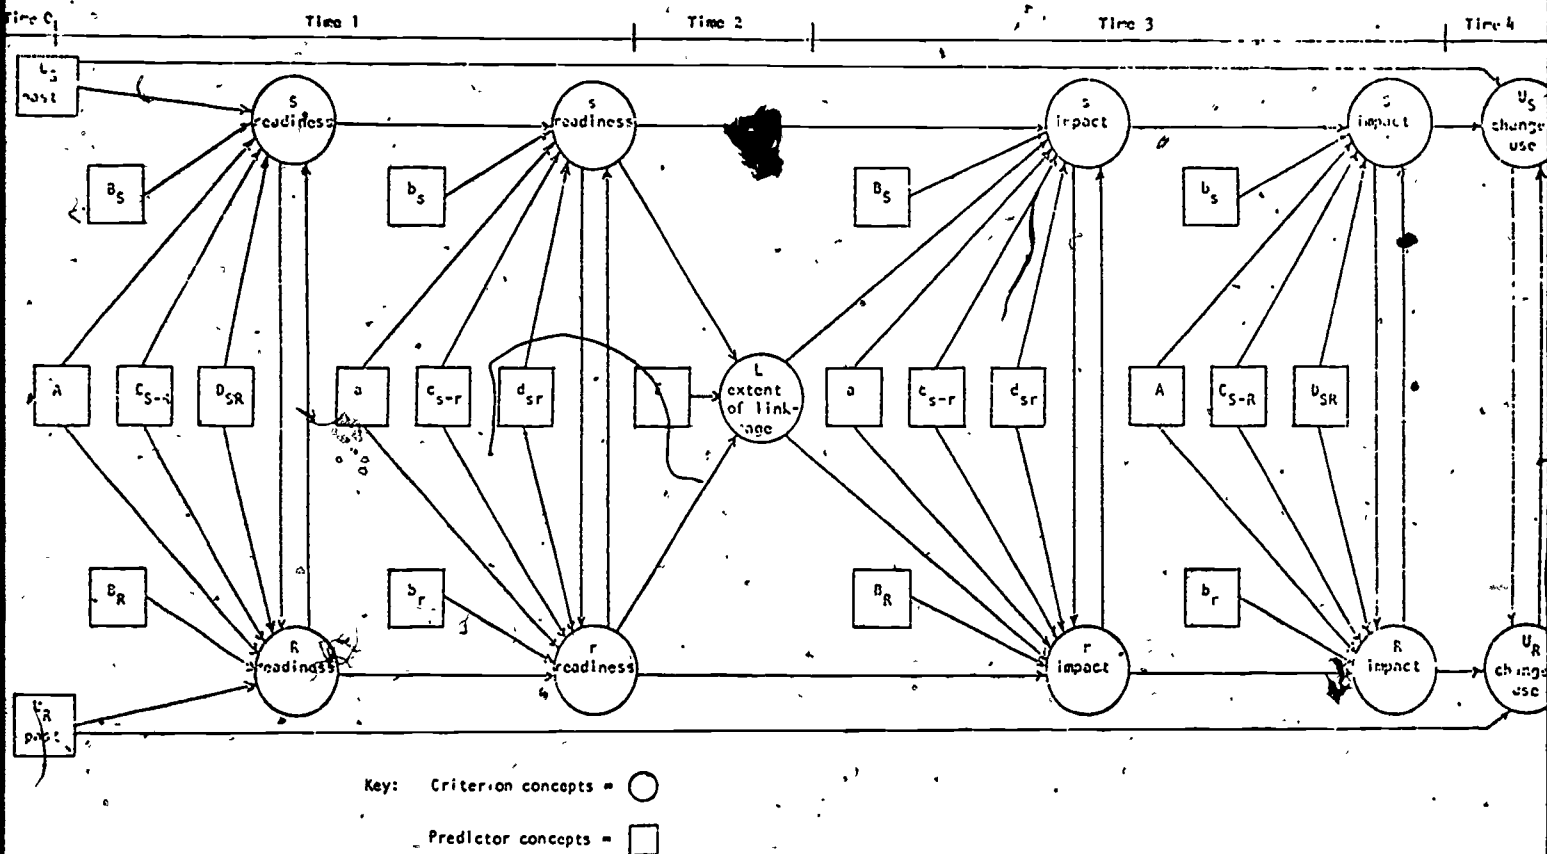 Time 1 Time 2 Time 3 Time 4
S readiness
s readiness
s impact
impact
U_S change use
B_S
b_s
B_S
b_s
A
D_SR
a
c_s-r
d_sr
L extent of link-age
a
c_s-r
d_sr
A
C_S-R
D_SR
B_R
b_r
B_R
b_r
R readiness
r readiness
r impact
R impact
U_R change use
past
Key: Criterion concepts =
Predictor concepts =